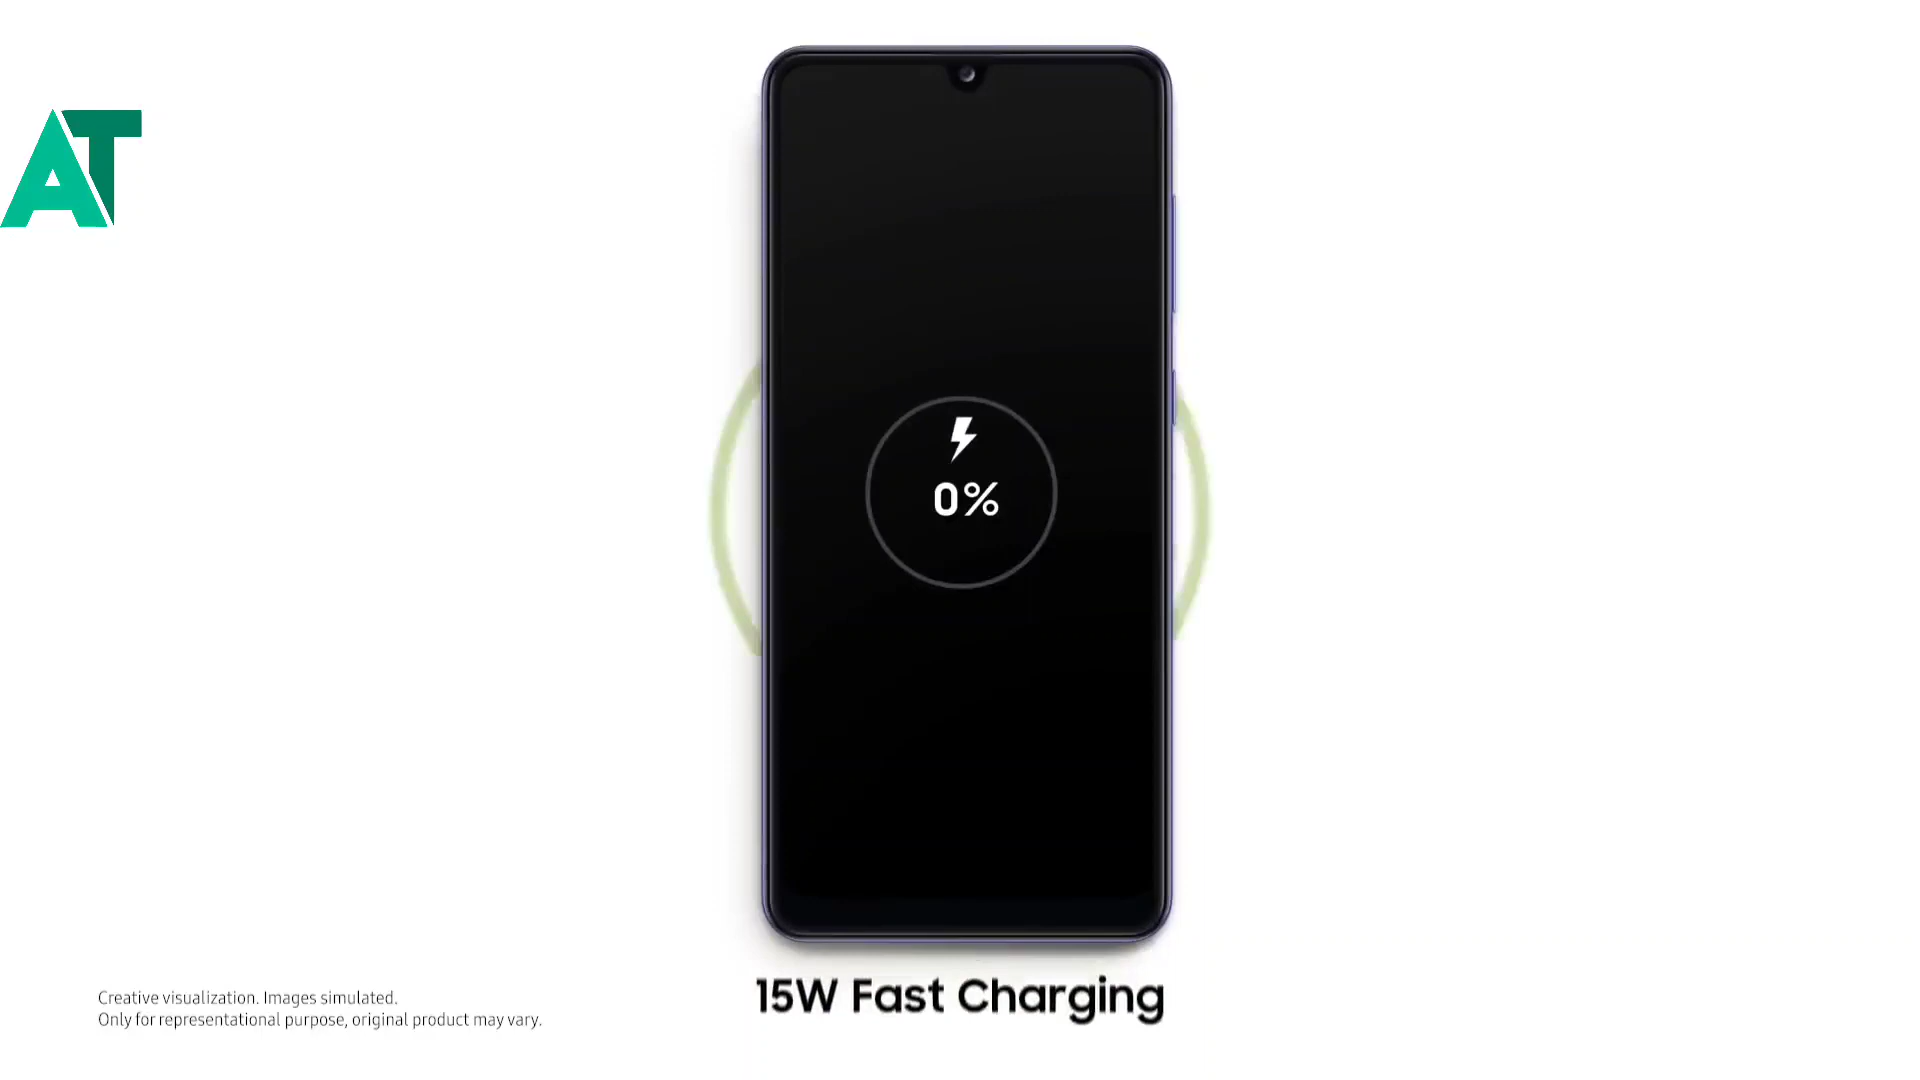 AT
0%
15W Fast Charging
Creative visualization. Images simulated.
Only for representational purpose, original product may vary.